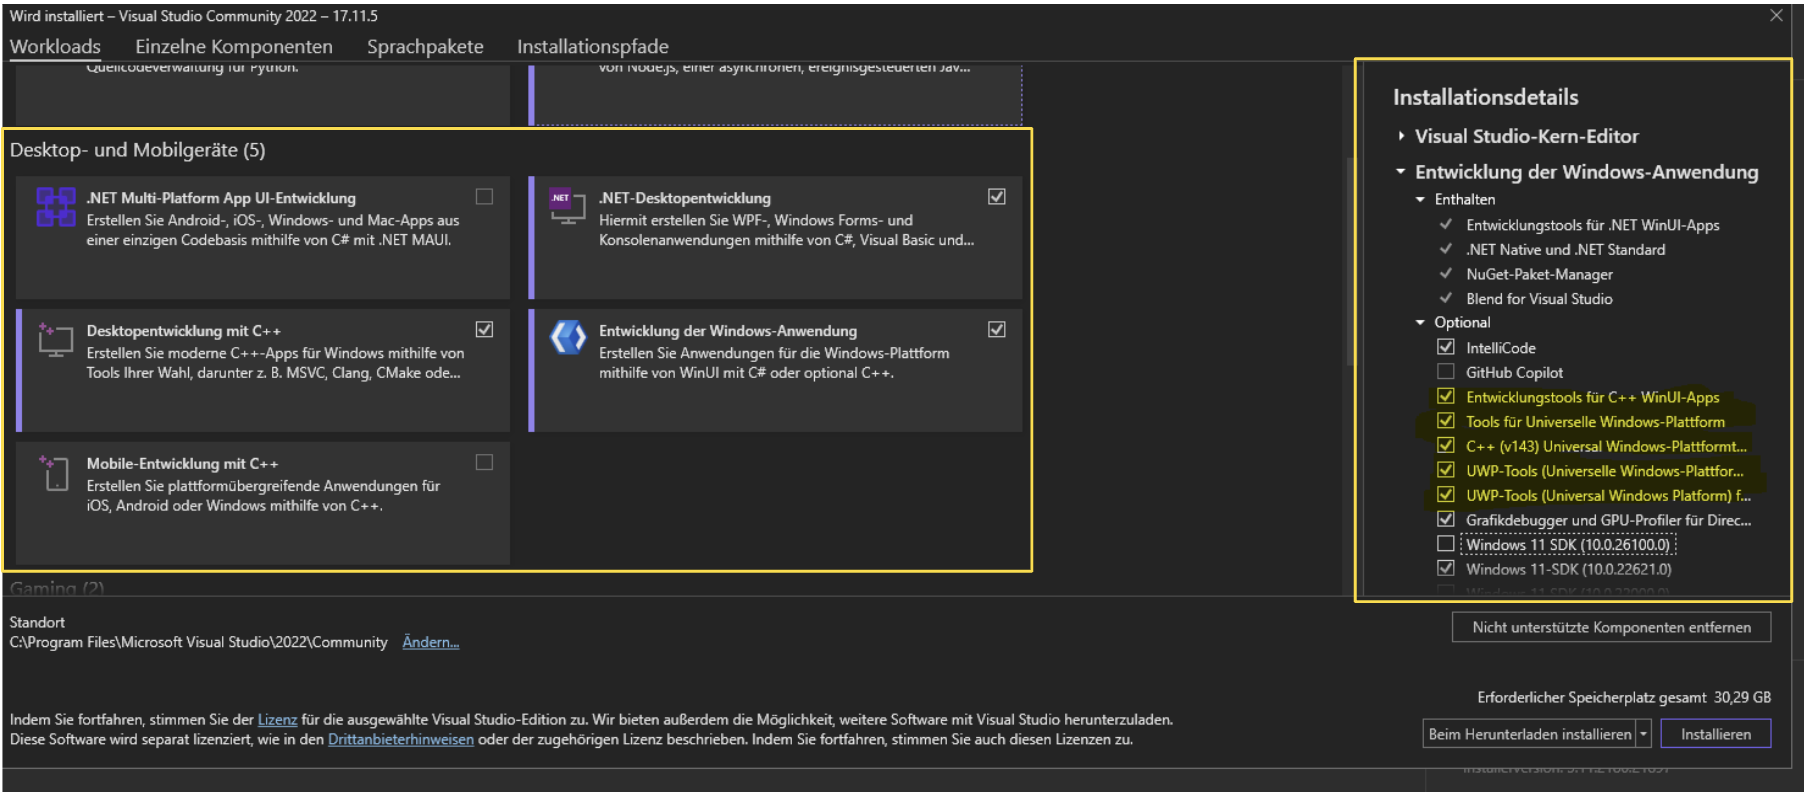 Wird installiert – Visual Studio Community 2022 – 17.11.5
Workloads
Einzelne Komponenten
Sprachpakete
Installationspfade
Quellcodeverwaltung für Python.
von Node.js, einer asynchronen, ereignisgesteuerten Jav...
Desktop- und Mobilgeräte (5)
.NET Multi-Platform App UI-Entwicklung
Erstellen Sie Android-, iOS-, Windows- und Mac-Apps aus
einer einzigen Codebasis mithilfe von C# mit .NET MAUI.
.NET
.NET-Desktopentwicklung
Hiermit erstellen Sie WPF-, Windows Forms- und
Konsolenanwendungen mithilfe von C#, Visual Basic und...
Desktopentwicklung mit C++
Erstellen Sie moderne C++-Apps für Windows mithilfe von
Tools Ihrer Wahl, darunter z. B. MSVC, Clang, CMake ode...
Entwicklung der Windows-Anwendung
Erstellen Sie Anwendungen für die Windows-Plattform
mithilfe von WinUI mit C# oder optional C++.
Mobile-Entwicklung mit C++
Erstellen Sie plattformübergreifende Anwendungen für
iOS, Android oder Windows mithilfe von C++.
Gaming (2)
Installationsdetails
Visual Studio-Kern-Editor
Entwicklung der Windows-Anwendung
Enthalten
Entwicklungstools für .NET WinUI-Apps
.NET Native und .NET Standard
NuGet-Paket-Manager
Blend for Visual Studio
Optional
IntelliCode
GitHub Copilot
Entwicklungstools für C++ WinUI-Apps
Tools für Universelle Windows-Plattform
C++ (v143) Universal Windows-Plattformt...
UWP-Tools (Universelle Windows-Plattfor...
UWP-Tools (Universal Windows Platform) f...
Grafikdebugger und GPU-Profiler für Direc...
Windows 11 SDK (10.0.26100.0)
Windows 11-SDK (10.0.22621.0)
Windows 11-SDK (10.0.22000.0)
Standort
C:\Program Files\Microsoft Visual Studio\2022\Community Ändern...
Nicht unterstützte Komponenten entfernen
Erforderlicher Speicherplatz gesamt 30,29 GB
Indem Sie fortfahren, stimmen Sie der Lizenz für die ausgewählte Visual Studio-Edition zu. Wir bieten außerdem die Möglichkeit, weitere Software mit Visual Studio herunterzuladen.
Diese Software wird separat lizenziert, wie in den Drittanbieterhinweisen oder der zugehörigen Lizenz beschrieben. Indem Sie fortfahren, stimmen Sie auch diesen Lizenzen zu.
Beim Herunterladen installieren
Installieren